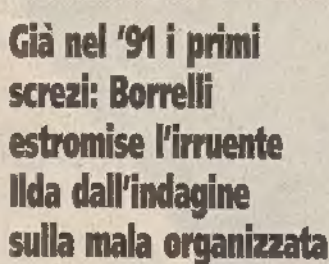 Già nel '91 i primi
screzi: Borrelli
estromise l'irruente
Ilda dall'indagine
sulla mala organizzata